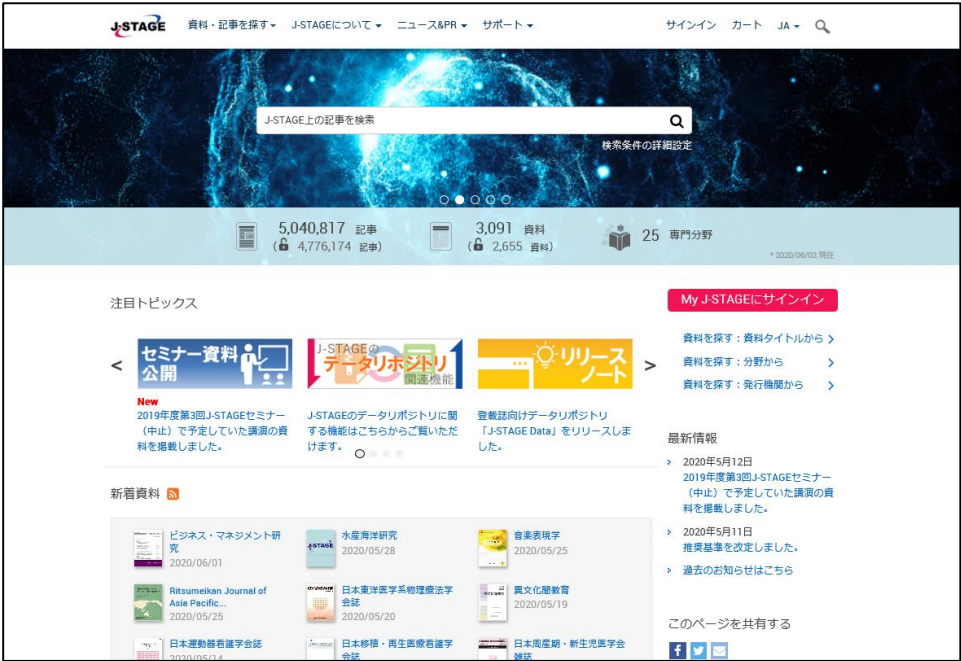 J-STAGE 資料・記事を探す J-STAGEについて ニュース&PR サポート サインイン カート JA
J-STAGE上の記事を検索
検索条件の詳細設定
5,040,817 記事
(4,776,174 記事)
3,091 資料
(2,655 資料)
25 専門分野
* 2020/06/02 現在
注目トピックス
<
セミナー資料
公開
New
2019年度第3回J-STAGEセミナー
(中止)で予定していた講演の資
料を掲載しました。
J-STAGEの
データリポジトリ
関連機能
J-STAGEのデータリポジトリに関
する機能はこちらからご覧いただ
けます。
リリース
ノート
登載誌向けデータリポジトリ
「J-STAGE Data」をリリースしま
した。
>
新着資料
ビジネス・マネジメント研
究
2020/06/01
水産海洋研究
2020/05/28
音楽表現学
2020/05/25
Ritsumeikan Journal of
Asia Pacific...
2020/05/25
日本東洋医学系物理療法学
会誌
2020/05/20
異文化間教育
2020/05/19
日本運動器看護学会誌
2020/05/14
日本移植・再生医療看護学
会誌
日本周産期・新生児医学会
雑誌
My J-STAGEにサインイン
資料を探す:資料タイトルから >
資料を探す:分野から >
資料を探す:発行機関から >
最新情報
2020年5月12日
2019年度第3回J-STAGEセミナー
(中止)で予定していた講演の資
料を掲載しました。
2020年5月11日
推奨基準を改定しました。
過去のお知らせはこちら
このページを共有する